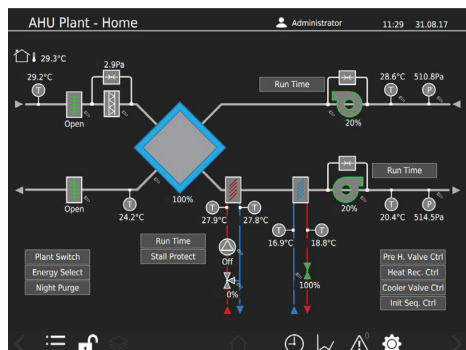 AHU Plant - Home
Administrator
11:29 31.08.17
29.3°C
29.2°C
2.9Pa
28.6°C 510.8Pa
Run Time
T
T
P
Open
20%
Run Time
100%
Open
24.2°C
T
27.9°C 27.8°C
T
T
20%
20.4°C 514.5Pa
T
P
Run Time
Stall Protect
Off
16.9°C 18.8°C
T
T
Plant Switch
Energy Select
Night Purge
0%
100%
Pre H. Valve Ctrl
Heat Rec. Ctrl
Cooler Valve Ctrl
Init Seq. Ctrl
0